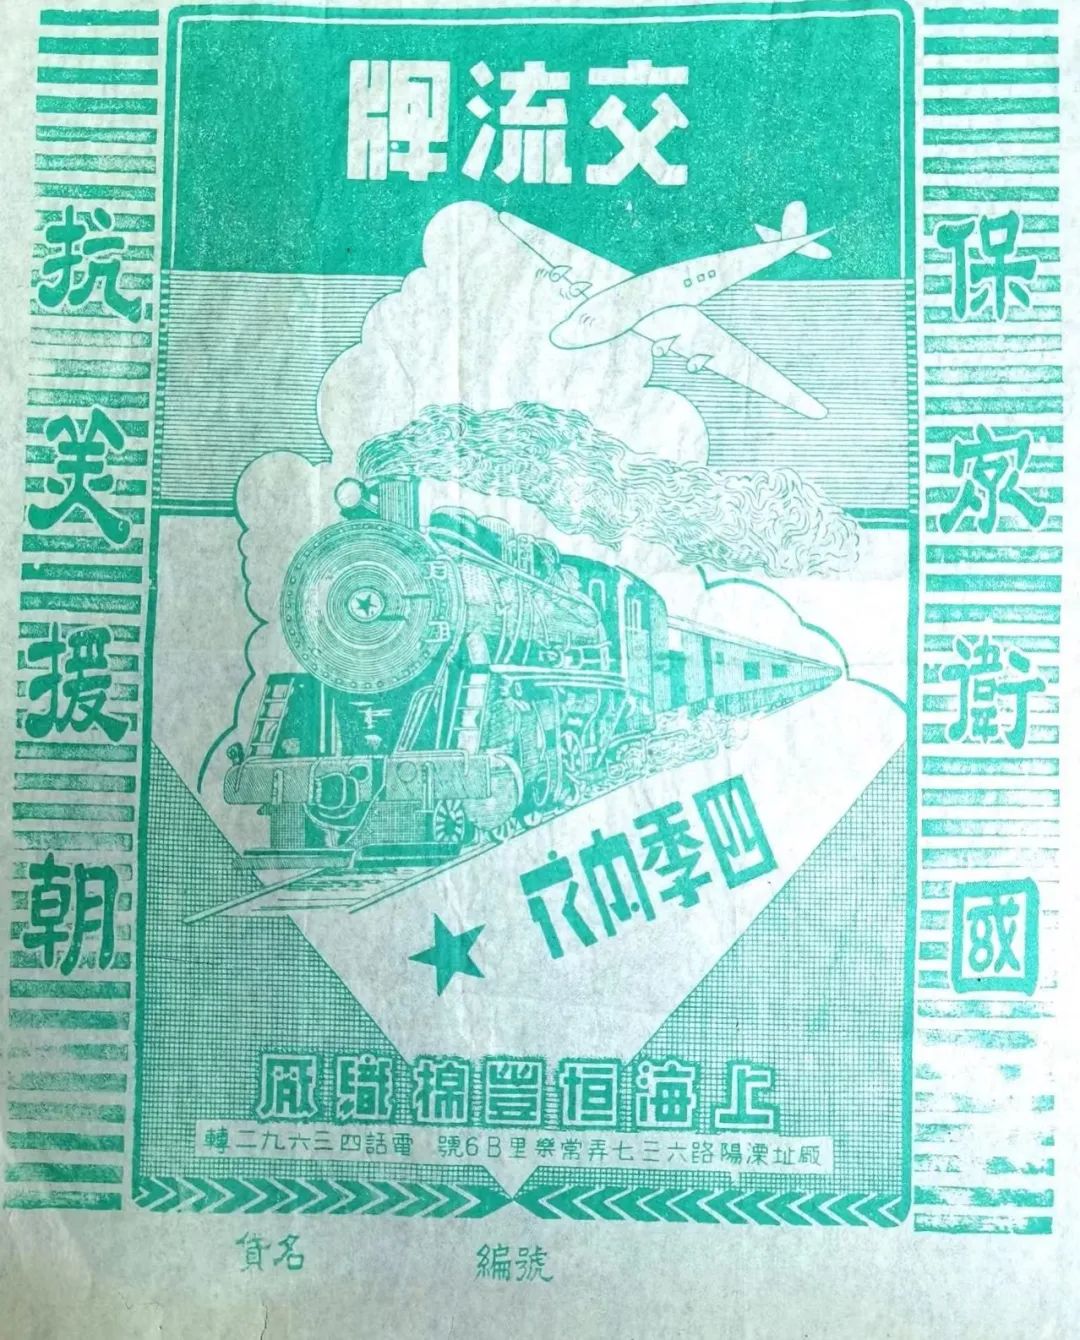 交流牌
抗美援朝
保家衛國
四季内衣
上海恒豐棉織廠
廠址溧陽路六三七弄常樂里B6號 電話四三六九二轉
貨名 編號